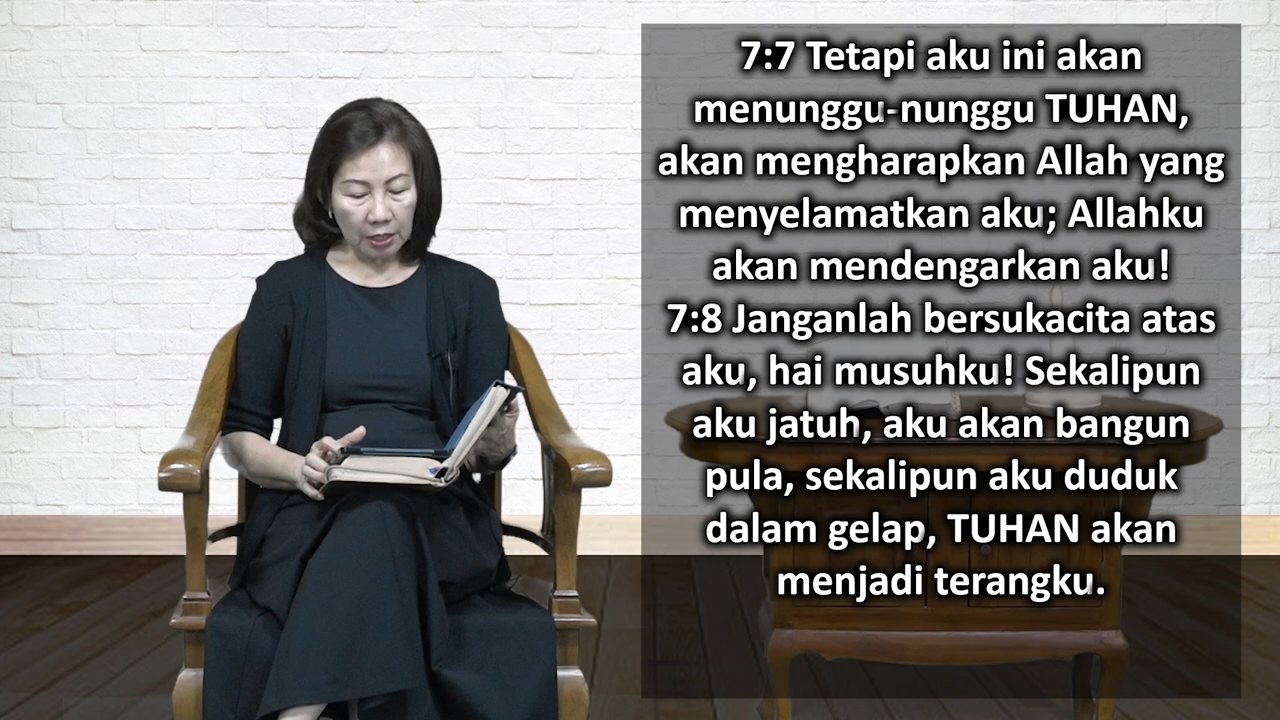 7:7 Tetapi aku ini akan
menunggu-nunggu TUHAN,
akan mengharapkan Allah yang
menyelamatkan aku; Allahku
akan mendengarkan aku!
7:8 Janganlah bersukacita atas
aku, hai musuhku! Sekalipun
aku jatuh, aku akan bangun
pula, sekalipun aku duduk
dalam gelap, TUHAN akan
menjadi terangku.